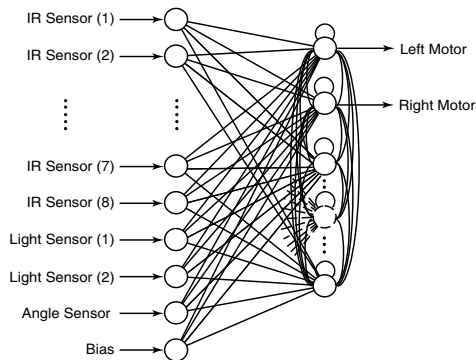 IR Sensor (1)
IR Sensor (2)
IR Sensor (7)
IR Sensor (8)
Light Sensor (1)
Light Sensor (2)
Angle Sensor
Bias
Left Motor
Right Motor